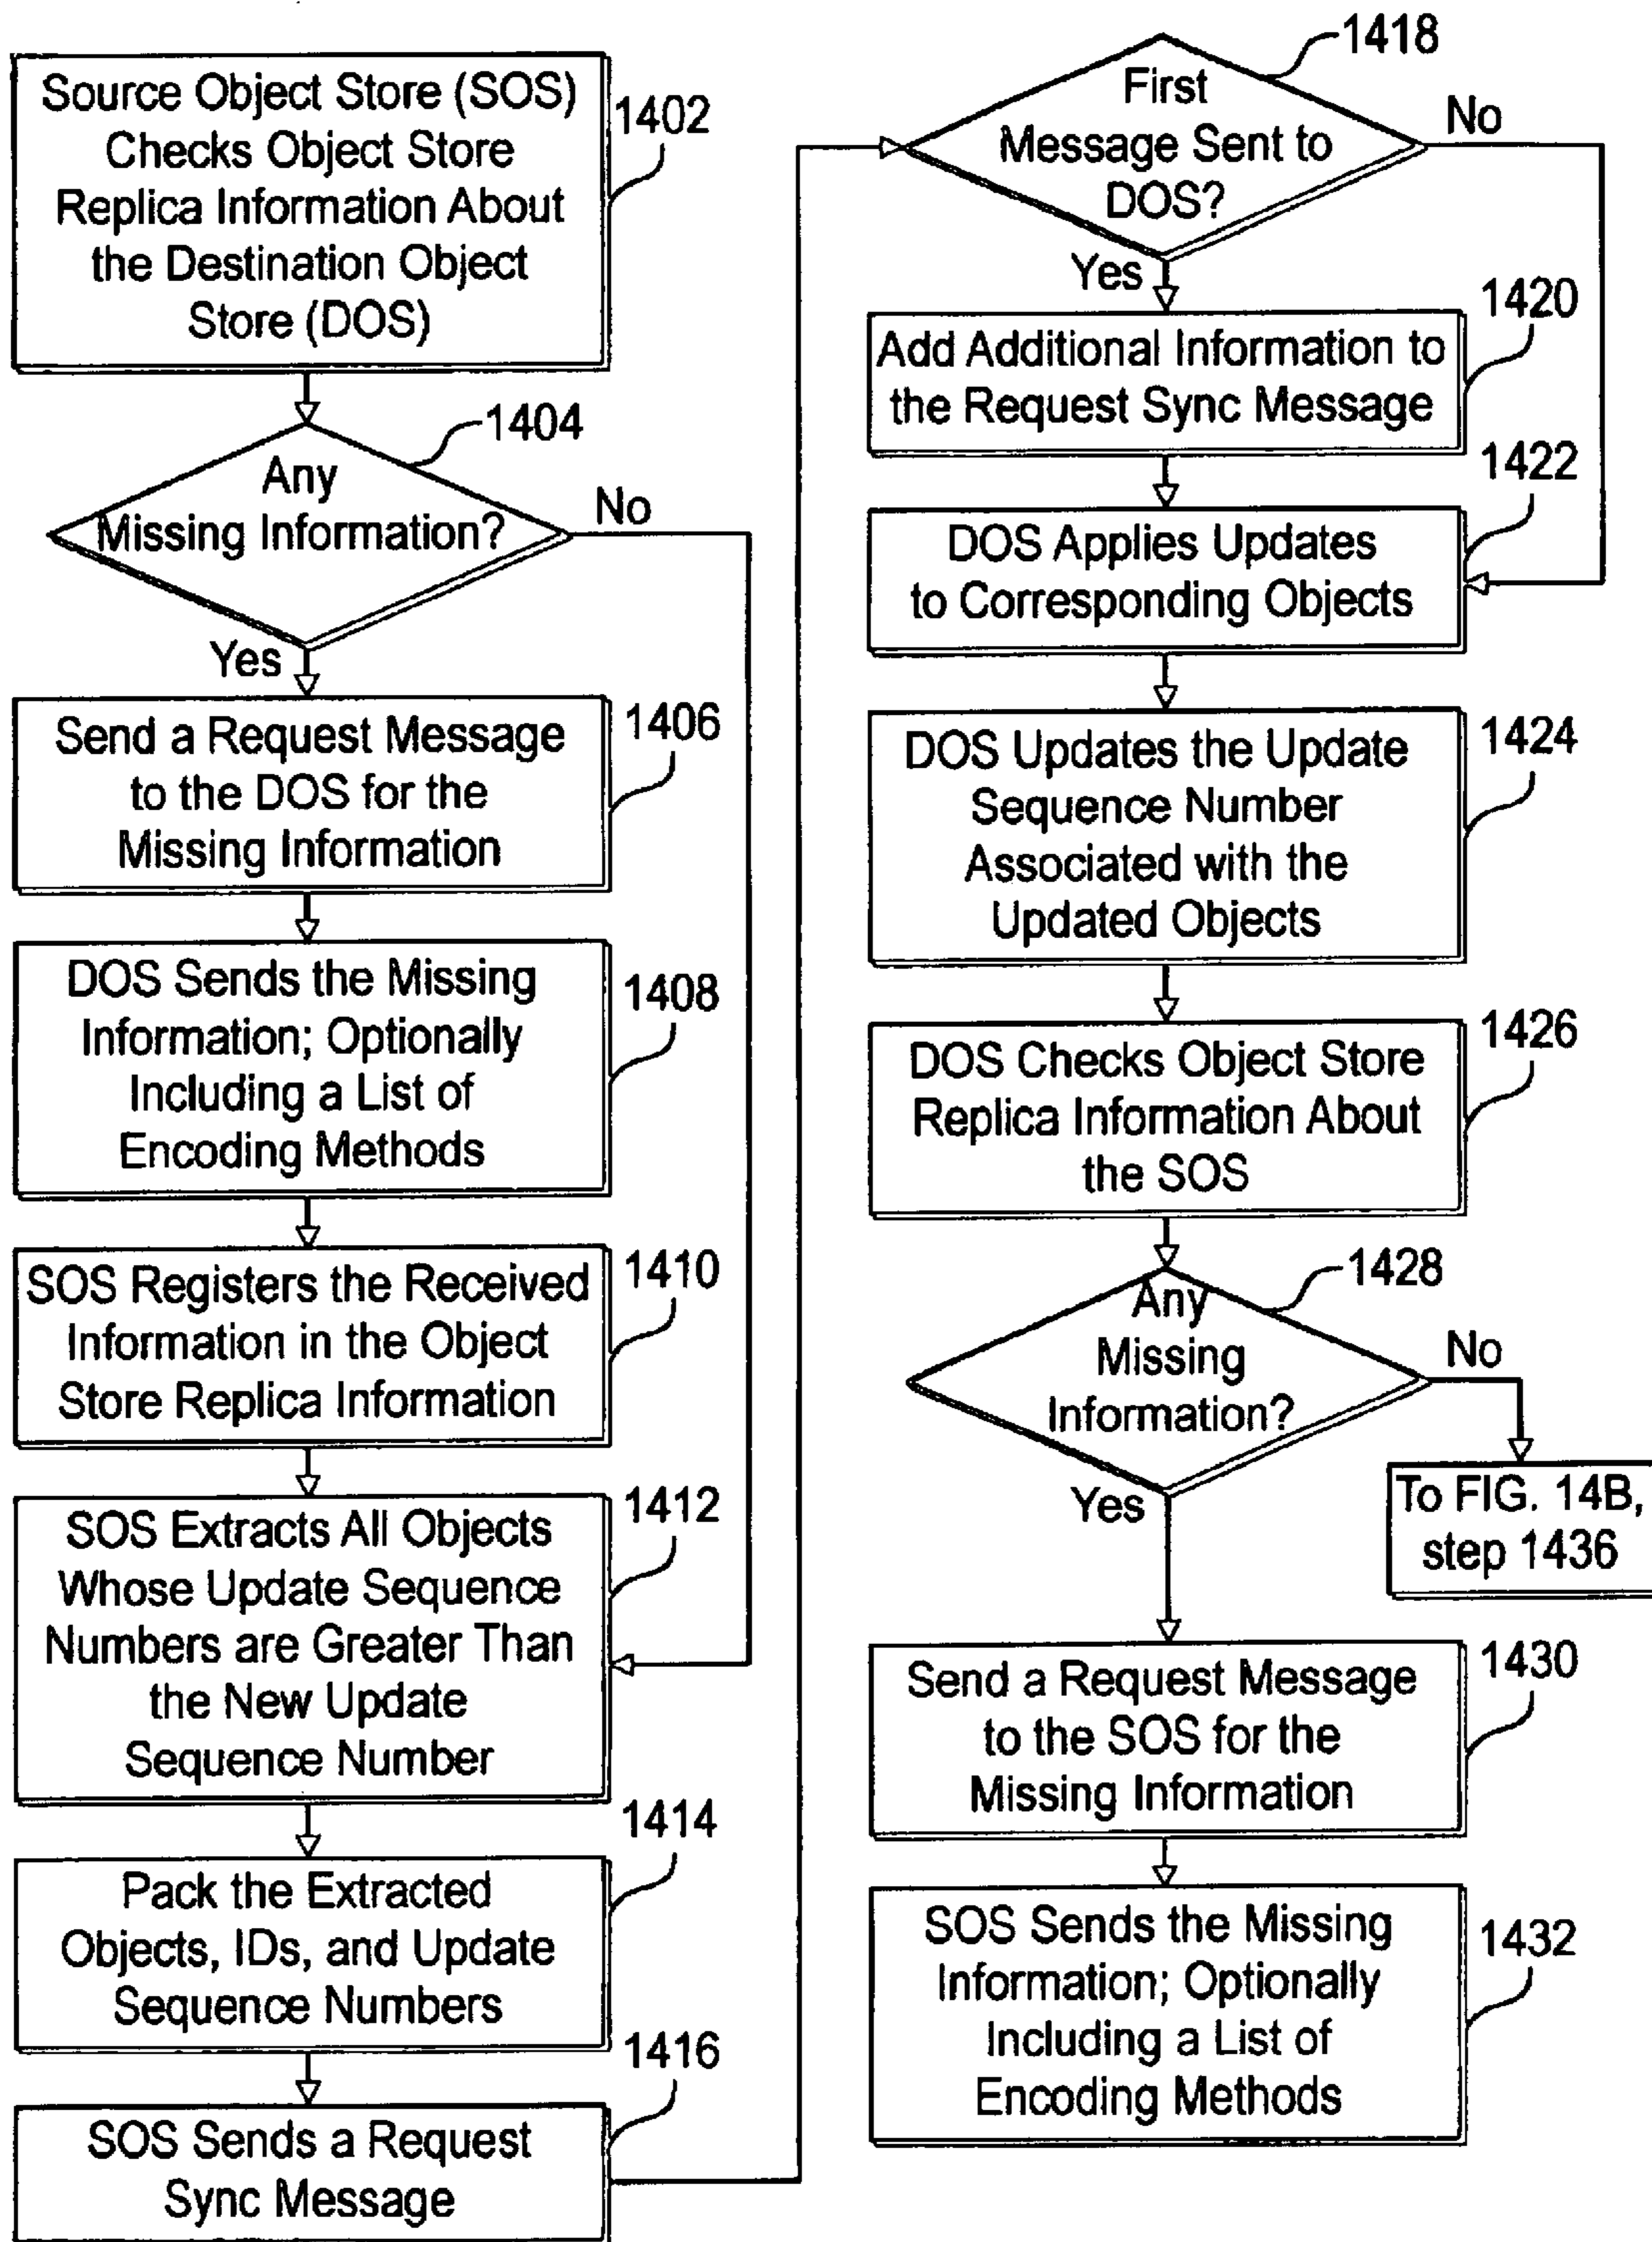 Source Object Store (SOS)
Checks Object Store
Replica Information About
the Destination Object
Store (DOS)
1402
1404
Any
Missing Information?
No
Yes
Send a Request Message
to the DOS for the
Missing Information
1406
DOS Sends the Missing
Information; Optionally
Including a List of
Encoding Methods
1408
SOS Registers the Received
Information in the Object
Store Replica Information
1410
SOS Extracts All Objects
Whose Update Sequence
Numbers are Greater Than
the New Update
Sequence Number
1412
Pack the Extracted
Objects, IDs, and Update
Sequence Numbers
1414
SOS Sends a Request
Sync Message
1416
1418
First
Message Sent to
DOS?
No
Yes
1420
Add Additional Information to
the Request Sync Message
1422
DOS Applies Updates
to Corresponding Objects
DOS Updates the Update
Sequence Number
Associated with the
Updated Objects
1424
DOS Checks Object Store
Replica Information About
the SOS
1426
1428
Any
Missing
Information?
No
Yes
To FIG. 14B,
step 1436
Send a Request Message
to the SOS for the
Missing Information
1430
SOS Sends the Missing
Information; Optionally
Including a List of
Encoding Methods
1432